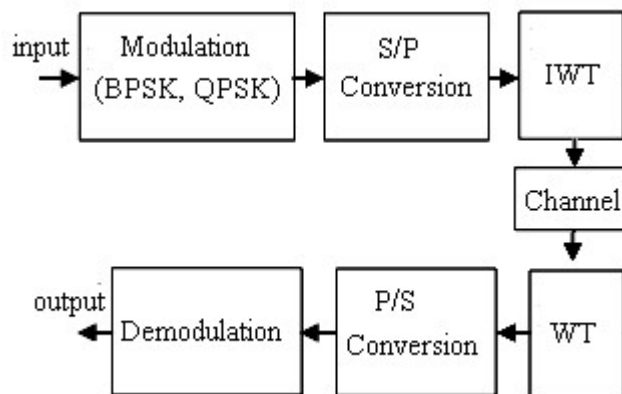 input
Modulation
(BPSK, QPSK)
S/P
Conversion
IWT
Channel
WT
P/S
Conversion
Demodulation
output